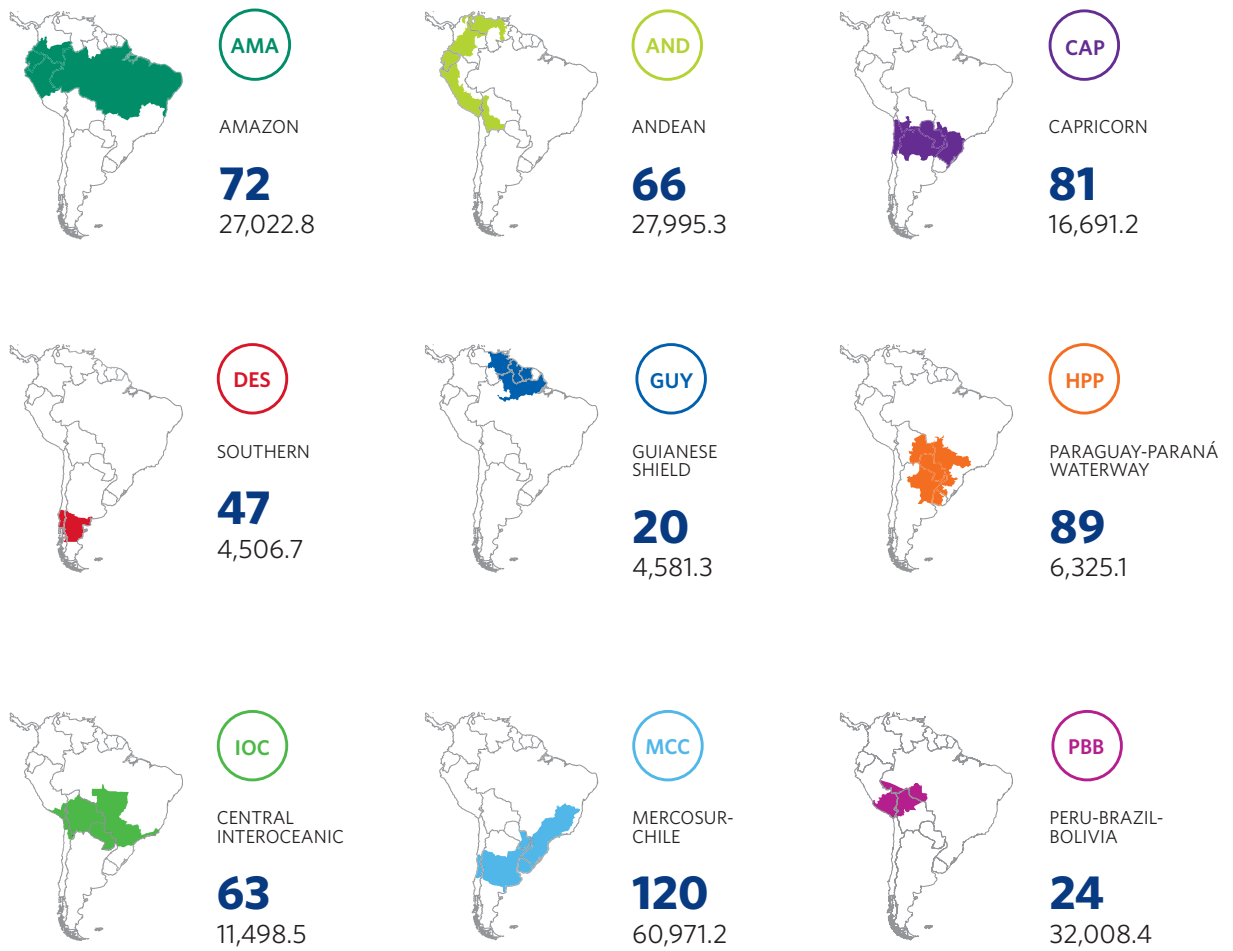 AMA
AMAZON
72
27,022.8
AND
ANDEAN
66
27,995.3
CAP
CAPRICORN
81
16,691.2
DES
SOUTHERN
47
4,506.7
GUY
GUIANESE
SHIELD
20
4,581.3
HPP
PARAGUAY-PARANÁ
WATERWAY
89
6,325.1
IOC
CENTRAL
INTEROCEANIC
63
11,498.5
MCC
MERCOSUR-
CHILE
120
60,971.2
PBB
PERU-BRAZIL-
BOLIVIA
24
32,008.4